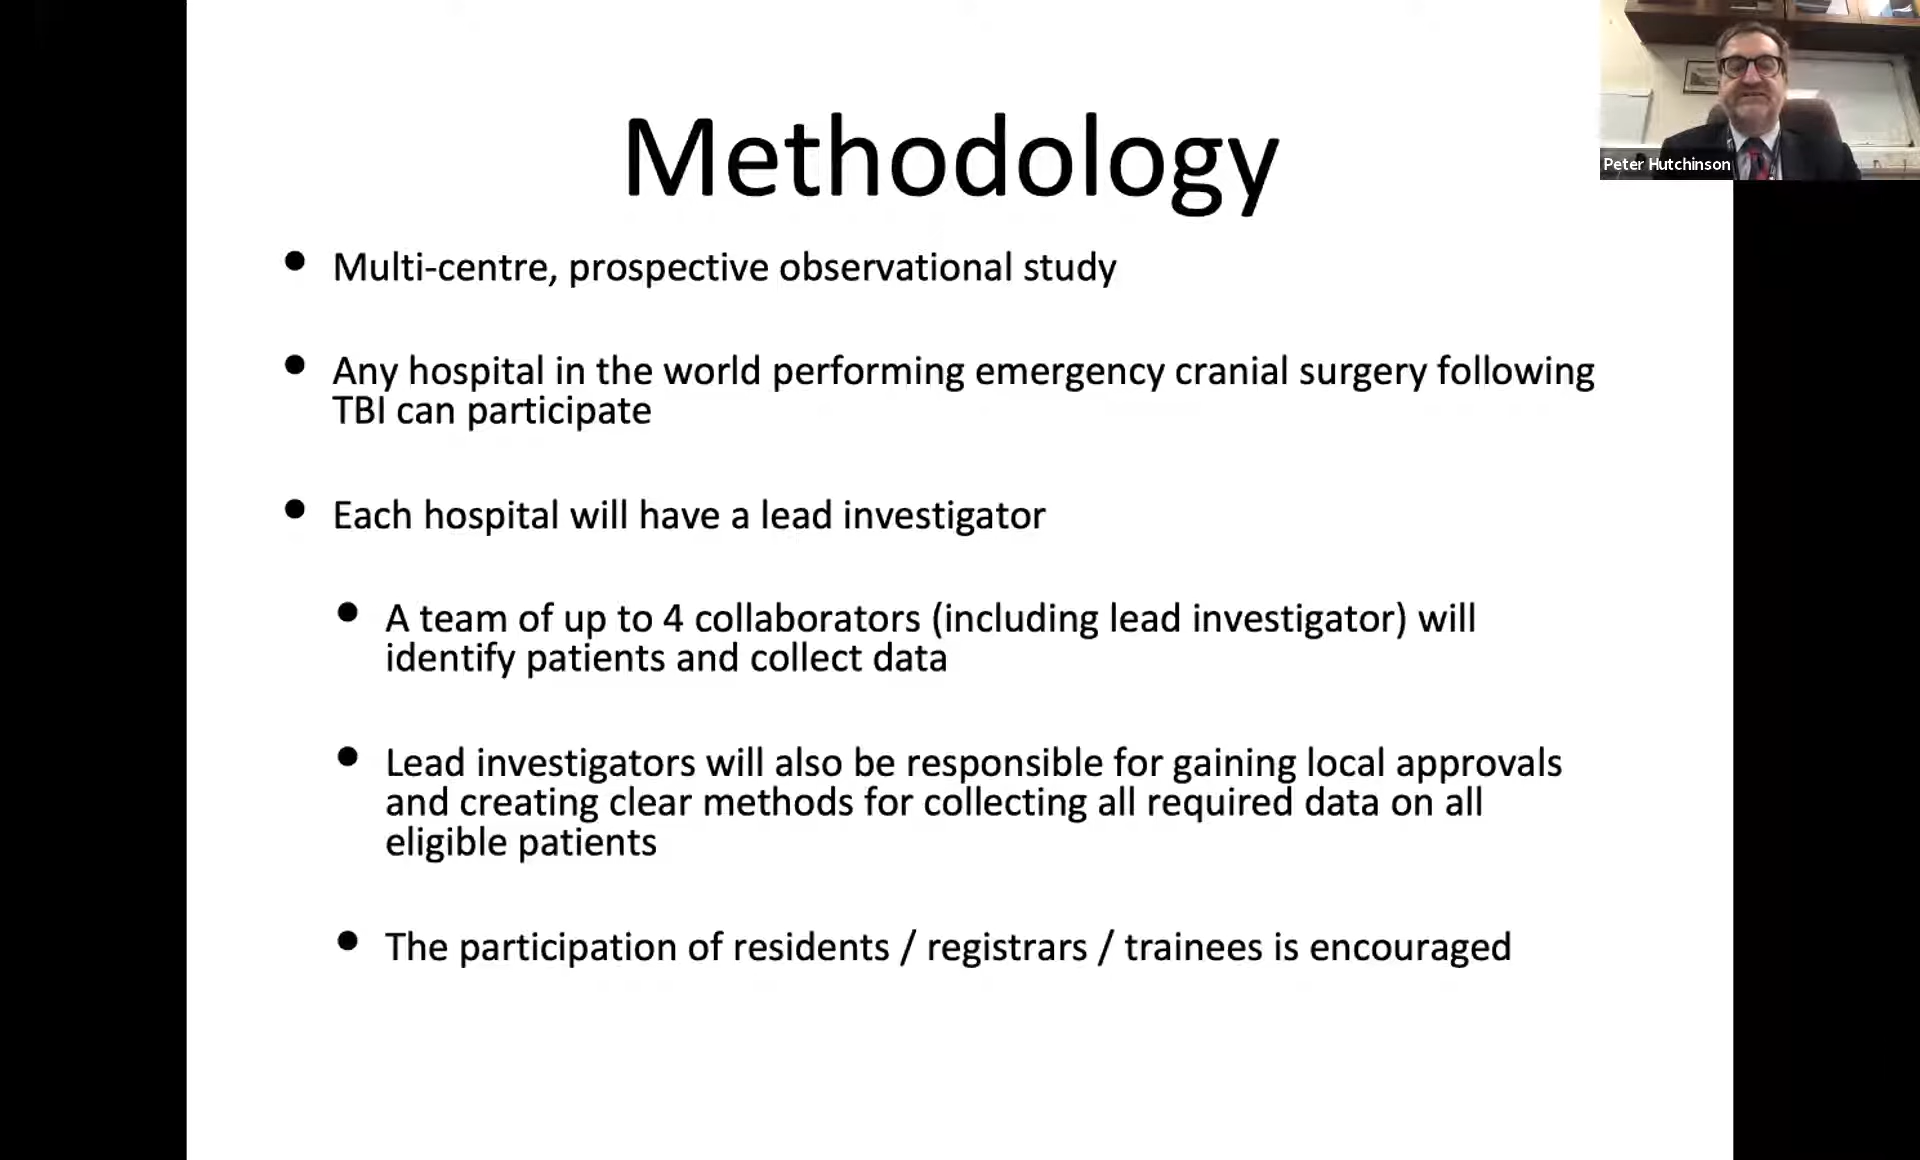 Methodology
Peter Hutchinson
• Multi-centre, prospective observational study
• Any hospital in the world performing emergency cranial surgery following
TBI can participate
• Each hospital will have a lead investigator
• A team of up to 4 collaborators (including lead investigator) will
identify patients and collect data
• Lead investigators will also be responsible for gaining local approvals
and creating clear methods for collecting all required data on all
eligible patients
• The participation of residents / registrars / trainees is encouraged